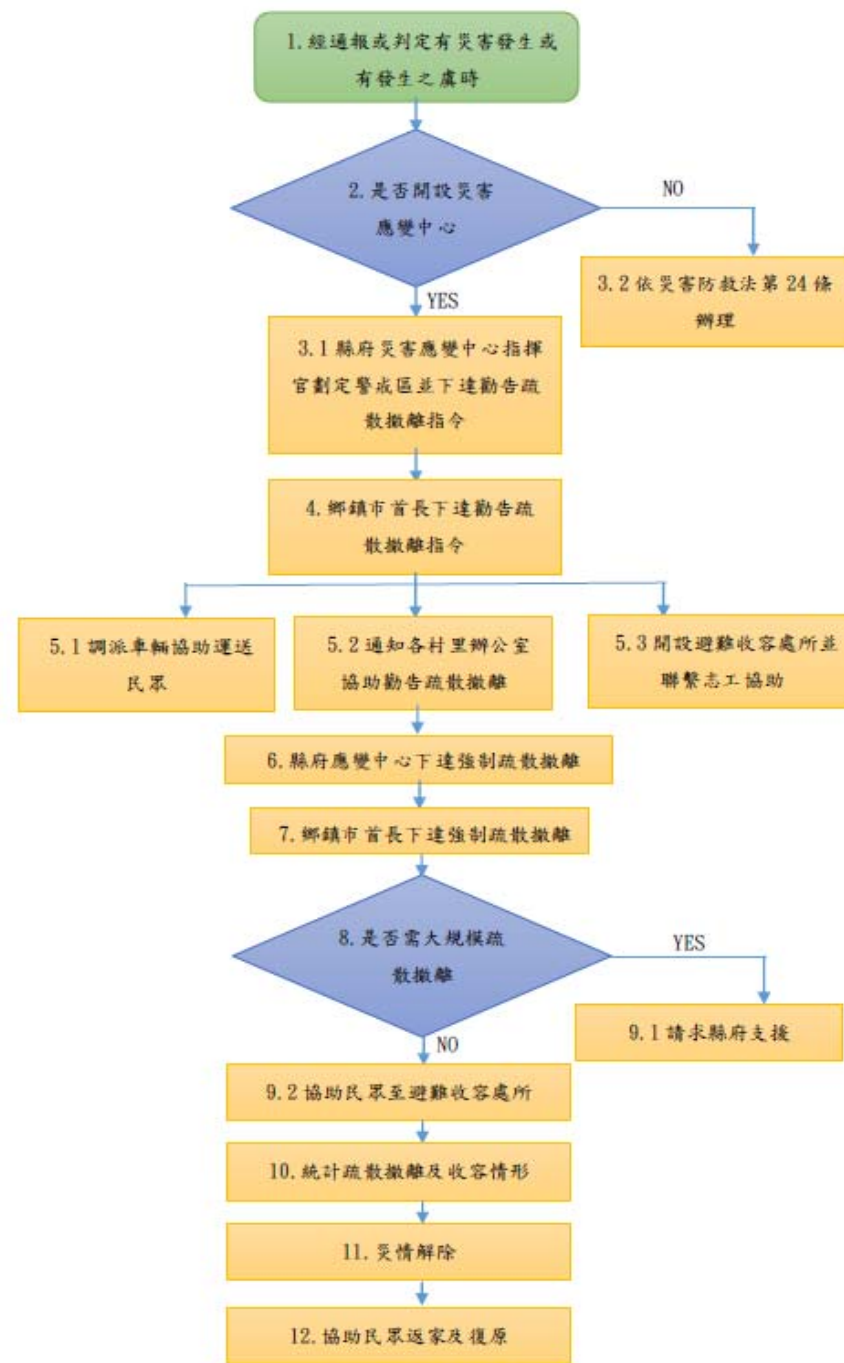 1.經通報或判定有災害發生或
有發生之虞時
2.是否開設災害
應變中心
NO
3.2 依災害防救法第 24 條
辦理
YES
3.1 縣府災害應變中心指揮
官劃定警戒區並下達勸告疏
散撤離指令
4.鄉鎮市首長下達勸告疏
散撤離指令
5.1 調派車輛協助運送
民眾
5.2 通知各村里辦公室
協助勸告疏散撤離
5.3 開設避難收容處所並
聯繫志工協助
6.縣府應變中心下達強制疏散撤離
7.鄉鎮市首長下達強制疏散撤離
8.是否需大規模疏
散撤離
YES
9.1 請求縣府支援
NO
9.2 協助民眾至避難收容處所
10.統計疏散撤離及收容情形
11.災情解除
12.協助民眾返家及復原